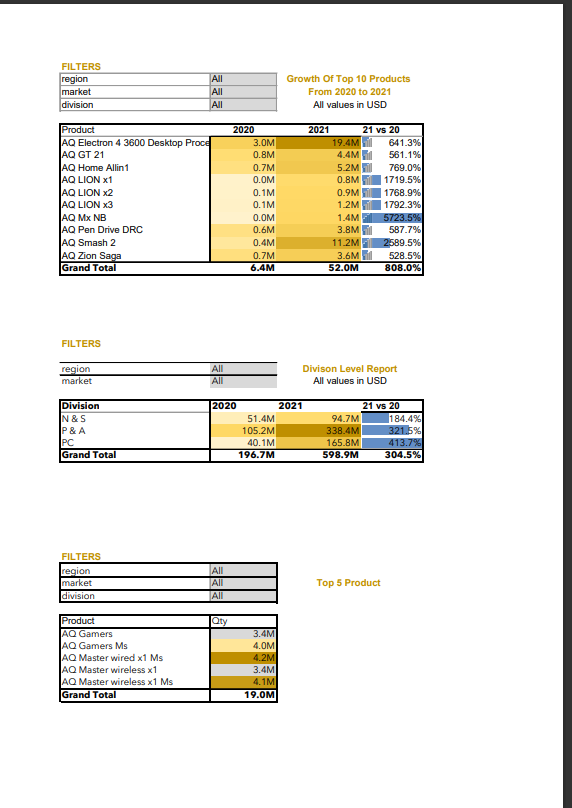 FILTERS
region All Growth Of Top 10 Products
market All From 2020 to 2021
division All All values in USD
Product 2020 2021 21 vs 20
AQ Electron 4 3600 Desktop Proce 3.0M 19.4M 641.3%
AQ GT 21 0.8M 4.4M 561.1%
AQ Home Allin1 0.7M 5.2M 769.0%
AQ LION x1 0.0M 0.8M 1719.5%
AQ LION x2 0.1M 0.9M 1768.9%
AQ LION x3 0.1M 1.2M 1792.3%
AQ Mx NB 0.0M 1.4M 5723.5%
AQ Pen Drive DRC 0.6M 3.8M 587.7%
AQ Smash 2 0.4M 11.2M 2589.5%
AQ Zion Saga 0.7M 3.6M 528.5%
Grand Total 6.4M 52.0M 808.0%
FILTERS
region All Divison Level Report
market All All values in USD
Division 2020 2021 21 vs 20
N & S 51.4M 94.7M 184.4%
P & A 105.2M 338.4M 321.5%
PC 40.1M 165.8M 413.7%
Grand Total 196.7M 598.9M 304.5%
FILTERS
region All
market All Top 5 Product
division All
Product Qty
AQ Gamers 3.4M
AQ Gamers Ms 4.0M
AQ Master wired x1 Ms 4.2M
AQ Master wireless x1 3.4M
AQ Master wireless x1 Ms 4.1M
Grand Total 19.0M